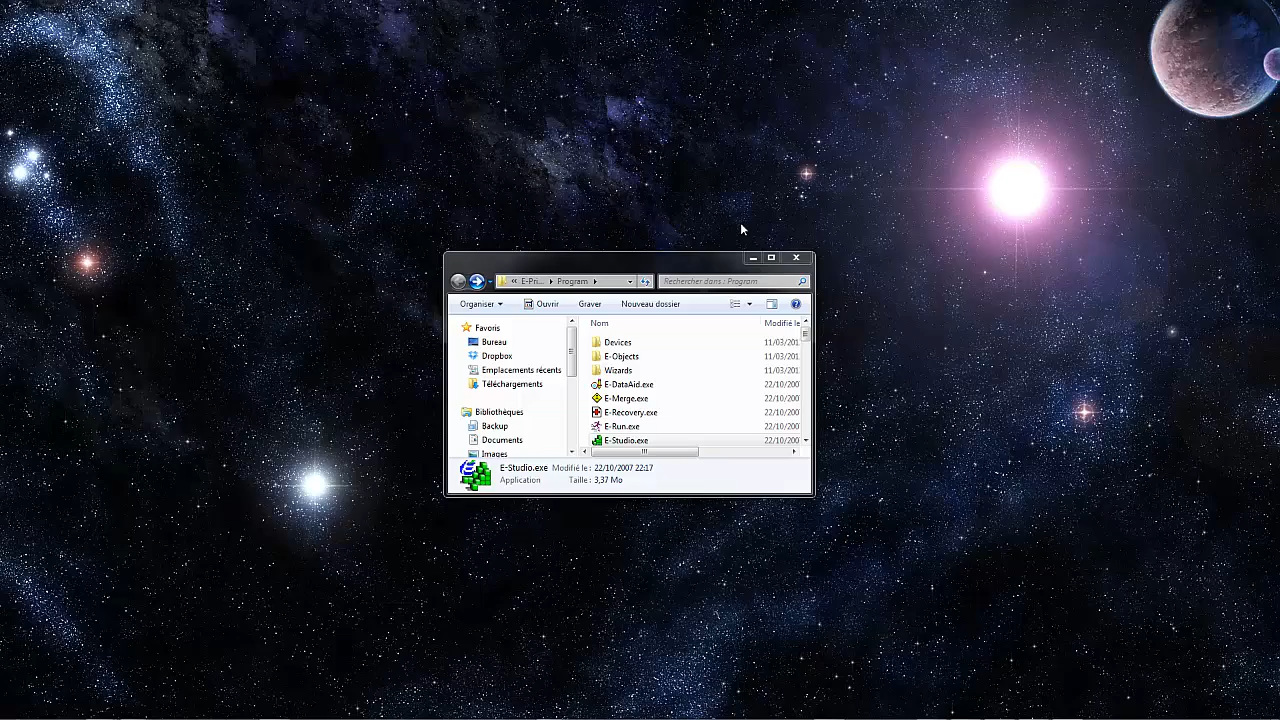 « E-Pri... Program
Rechercher dans : Program
Organiser Ouvrir Graver Nouveau dossier
Favoris
Bureau
Dropbox
Emplacements récents
Téléchargements
Bibliothèques
Backup
Documents
Images
Nom Modifié le
Devices 11/03/201
E-Objects 11/03/201
Wizards 11/03/201
E-DataAid.exe 22/10/200
E-Merge.exe 22/10/200
E-Recovery.exe 22/10/200
E-Run.exe 22/10/200
E-Studio.exe 22/10/200
E-Studio.exe Modifié le : 22/10/2007 22:17
Application Taille : 3,37 Mo